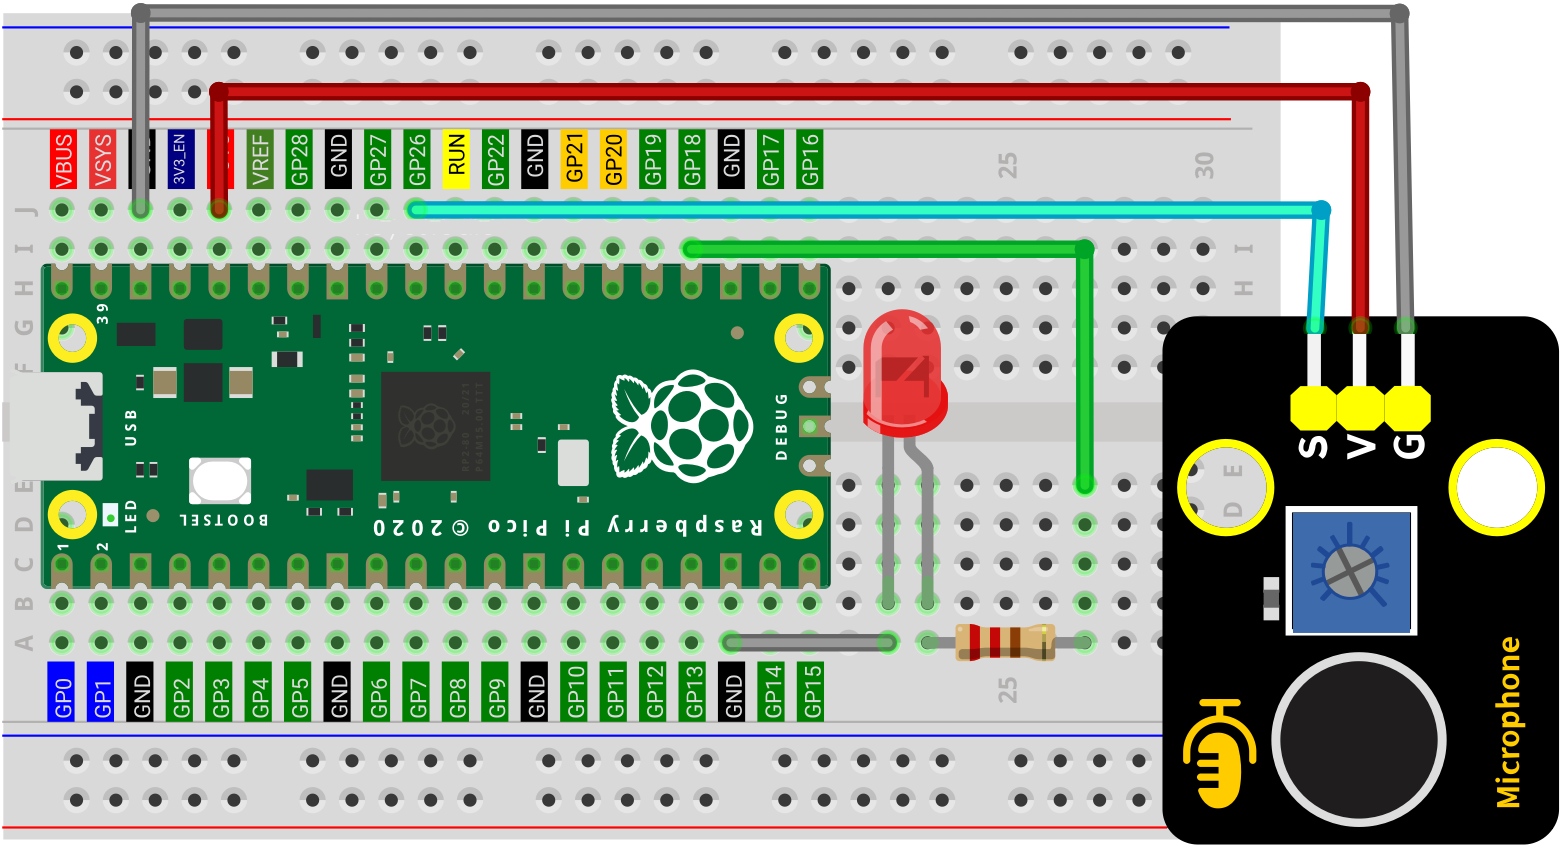 VBUS
VSYS
3V3_EN
VREF
GP28
GND
GP27
GP26
RUN
GP22
GND
GP21
GP20
GP19
GP18
GND
GP17
GP16
25
30
J
I
H
G
F
E
D
C
B
A
I
H
E
D
39
USB
DEBUG
BOOTSEL
LED
1
2
Raspberry Pi Pico © 2020
S
V
G
Microphone
GP0
GP1
GND
GP2
GP3
GP4
GP5
GND
GP6
GP7
GP8
GP9
GND
GP10
GP11
GP12
GP13
GND
GP14
GP15
25